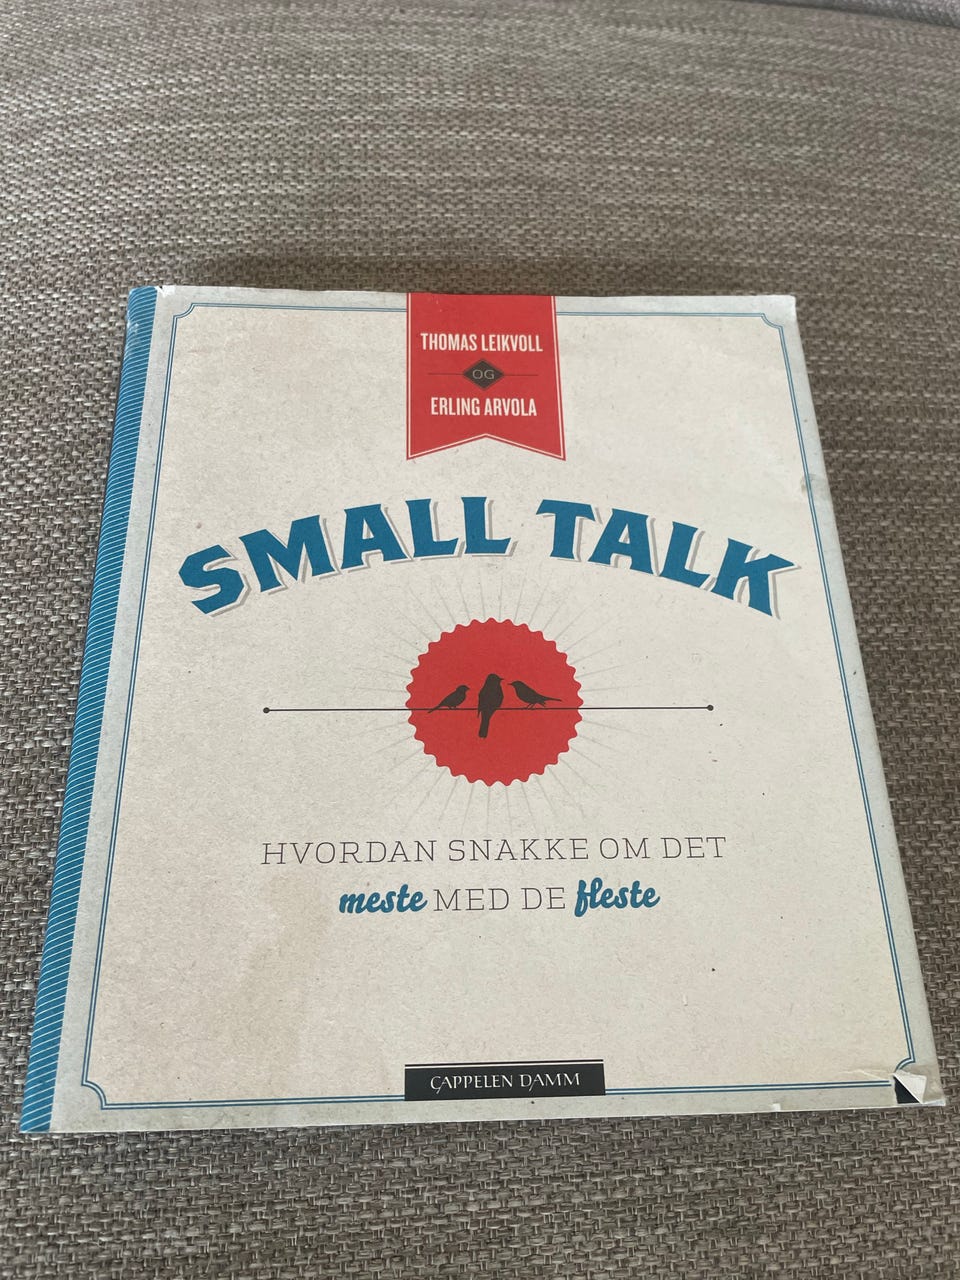 THOMAS LEIKVOLL
OG
ERLING ARVOLA
SMALL TALK
HVORDAN SNAKKE OM DET
meste MED DE fleste
CAPPELEN DAMM